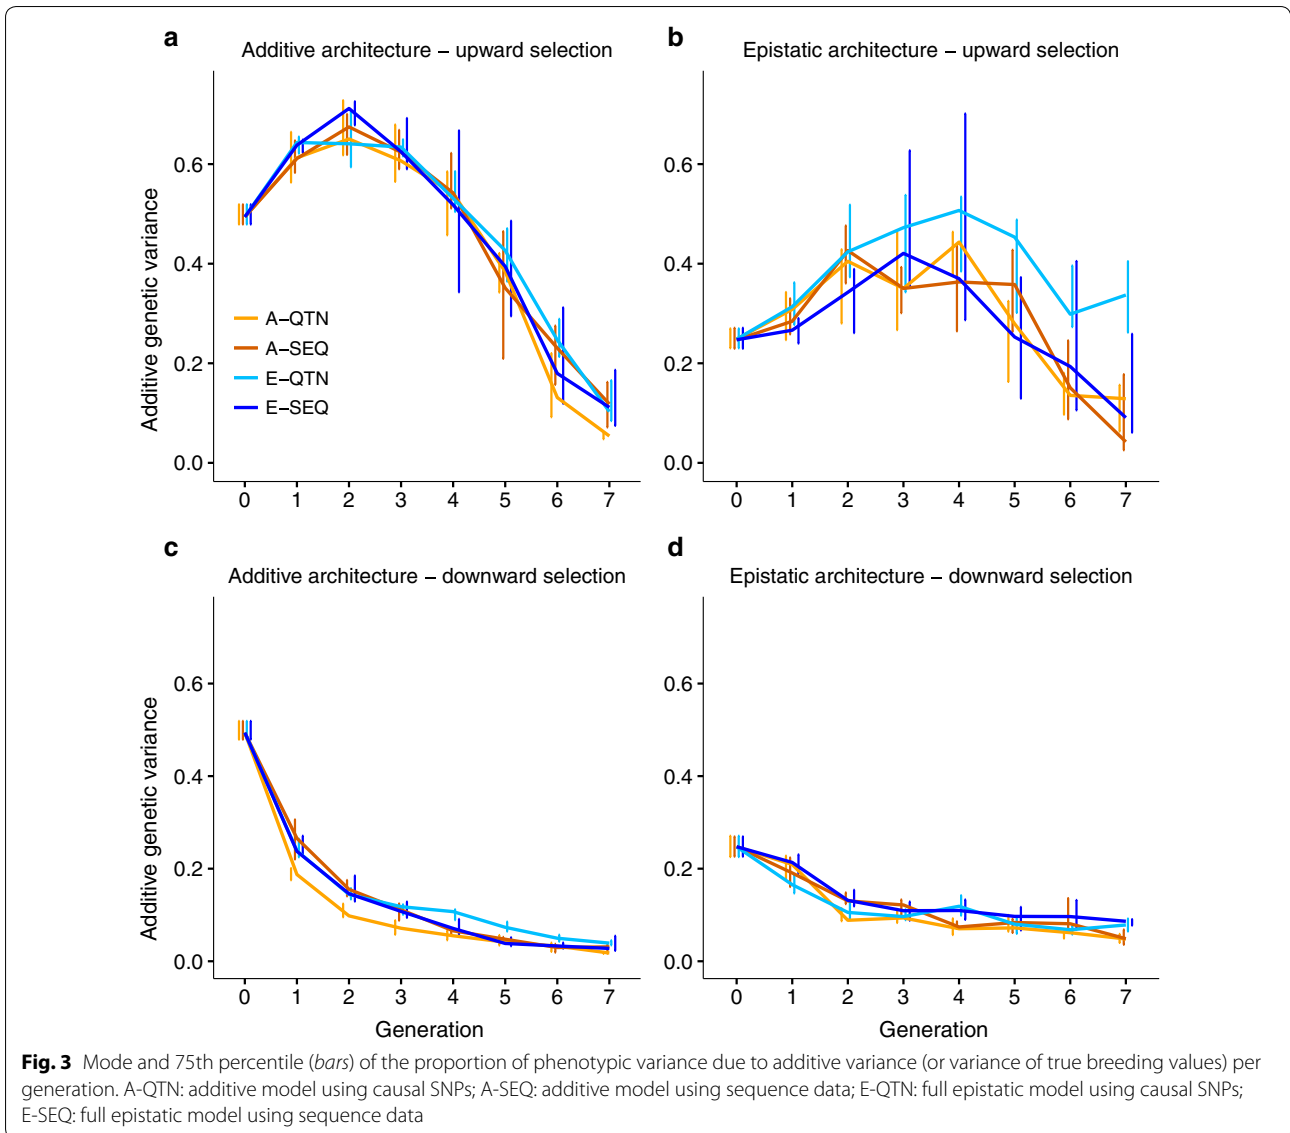 a
Additive architecture – upward selection
Additive genetic variance
0.6
0.4
0.2
0.0
A–QTN
A–SEQ
E–QTN
E–SEQ
0 1 2 3 4 5 6 7
b
Epistatic architecture – upward selection
0.6
0.4
0.2
0.0
0 1 2 3 4 5 6 7
c
Additive architecture – downward selection
Additive genetic variance
0.6
0.4
0.2
0.0
0 1 2 3 4 5 6 7
Generation
d
Epistatic architecture – downward selection
0.6
0.4
0.2
0.0
0 1 2 3 4 5 6 7
Generation
Fig. 3 Mode and 75th percentile (bars) of the proportion of phenotypic variance due to additive variance (or variance of true breeding values) per
generation. A-QTN: additive model using causal SNPs; A-SEQ: additive model using sequence data; E-QTN: full epistatic model using causal SNPs;
E-SEQ: full epistatic model using sequence data